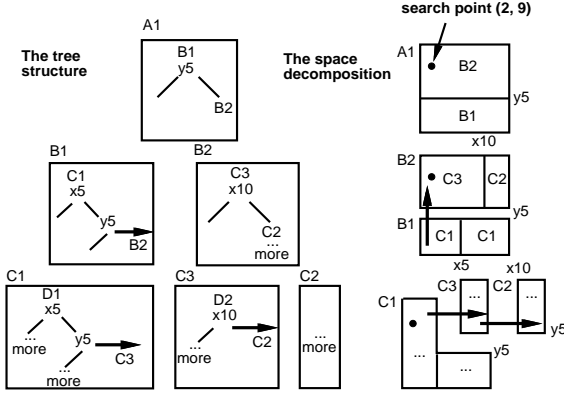 search point (2, 9)
The tree
structure
A1
B1
y5
B2
The space
decomposition
A1
B2
y5
B1
x10
B1
C1
x5
y5
B2
B2
C3
x10
C2
...
more
B2
C3
C2
y5
B1
C1
C1
x5
x10
C1
D1
x5
...
more
y5
C3
...
more
C3
D2
x10
...
more
C2
C2
...
more
C1
C3
...
C2
...
y5
...
y5
...